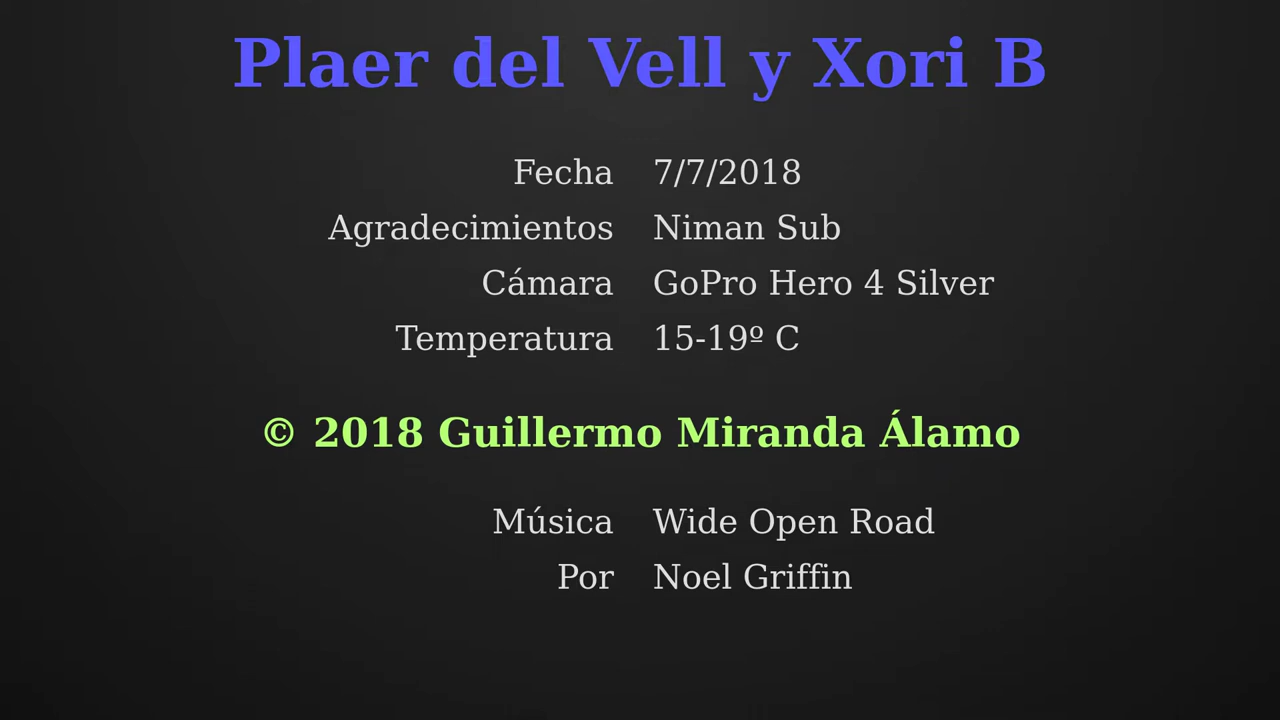 Plaer del Vell y Xori B
Fecha 7/7/2018
Agradecimientos Niman Sub
Cámara GoPro Hero 4 Silver
Temperatura 15-19º C
© 2018 Guillermo Miranda Álamo
Música Wide Open Road
Por Noel Griffin